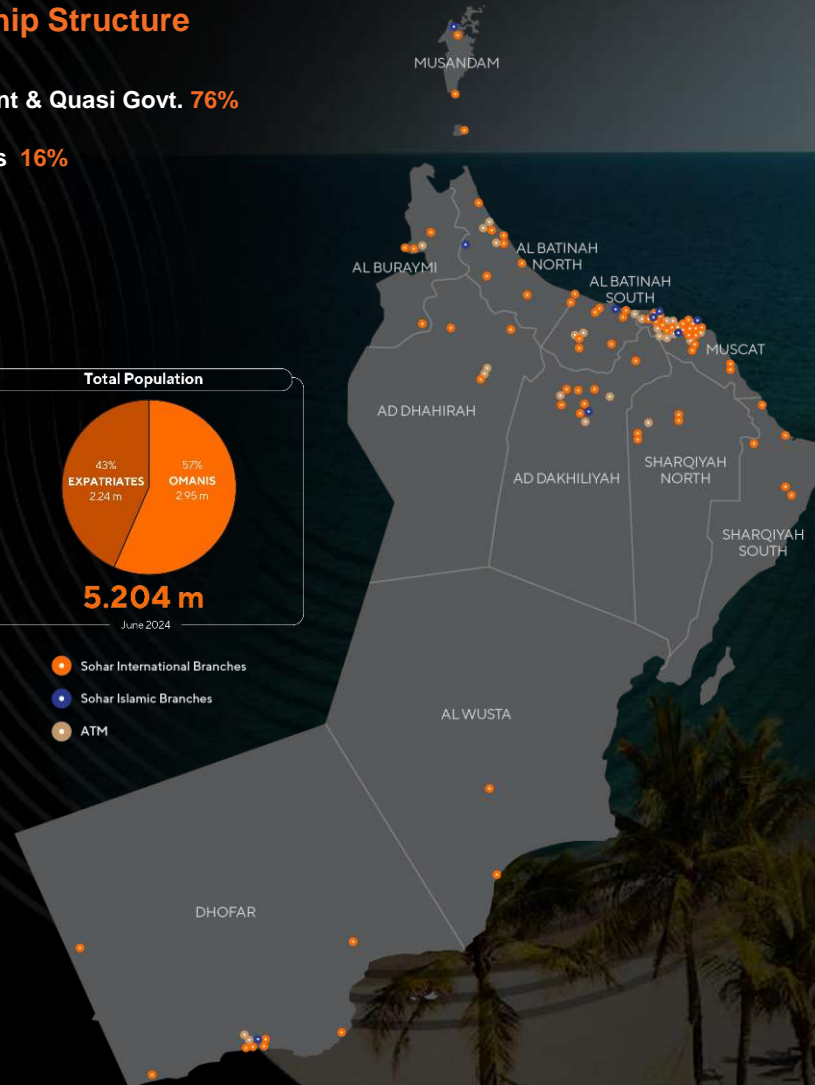 hip Structure
nt & Quasi Govt. 76%
s 16%
Total Population
43%
EXPATRIATES
2.24 m
57%
OMANIS
2.95 m
5.204 m
June 2024
Sohar International Branches
Sohar Islamic Branches
ATM
MUSANDAM
AL BURAYMI
AL BATINAH
NORTH
AL BATINAH
SOUTH
MUSCAT
AD DHAHIRAH
AD DAKHILIYAH
SHARQIYAH
NORTH
SHARQIYAH
SOUTH
AL WUSTA
DHOFAR